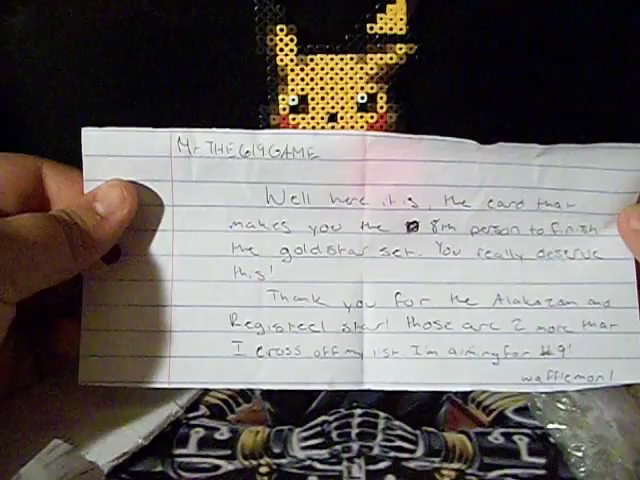 Mr THE619GAME
Well here it is, the card that
makes you the 8th person to finish
the goldstar set. You really deserve
this!
Thank you for the Alakazam and
Registeel star! those are 2 more that
I cross off my list. I'm aiming for #9!
wafflemon!